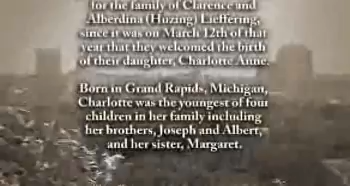 for the family of Clarence and
Alberdina (Huzing) Lieffering,
since it was on March 12th of that
year that they welcomed the birth
of their daughter, Charlotte Anne.
Born in Grand Rapids, Michigan,
Charlotte was the youngest of four
children in her family including
her brothers, Joseph and Albert,
and her sister, Margaret.